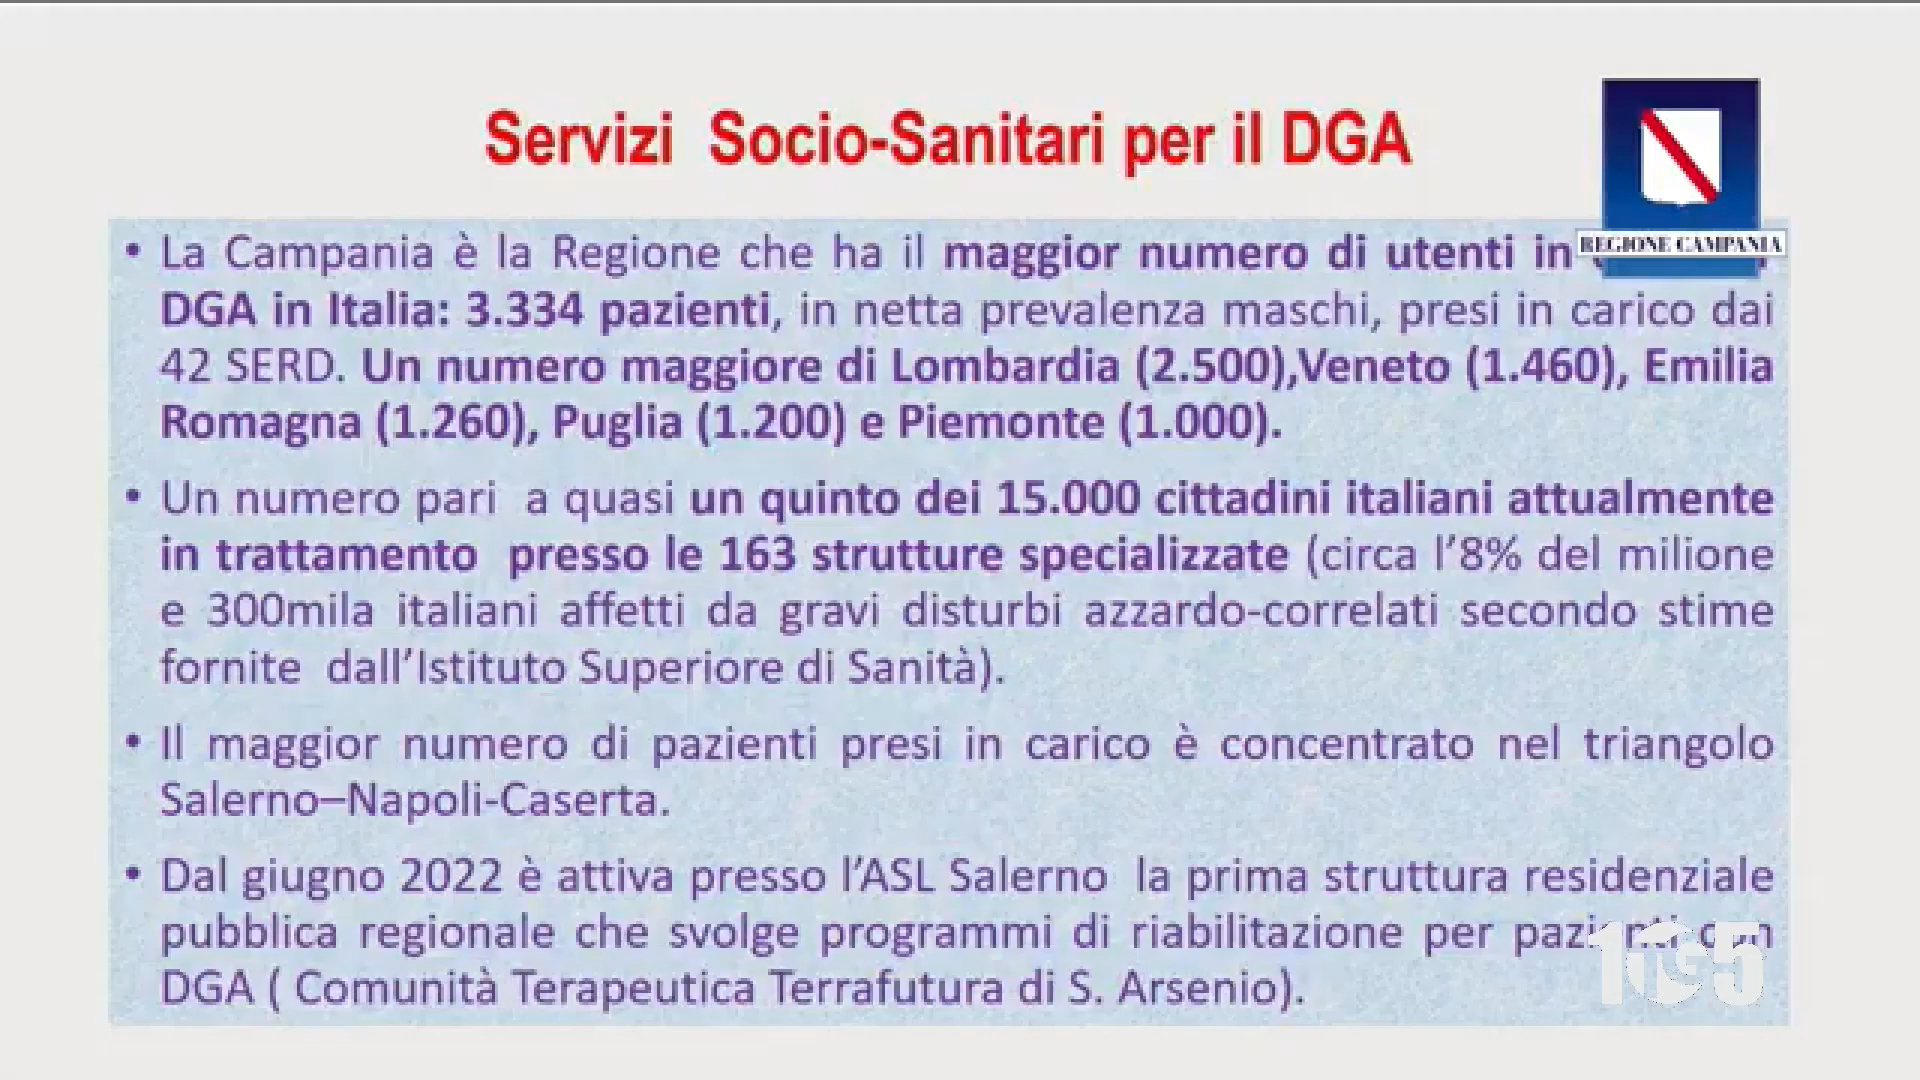 Servizi Socio-Sanitari per il DGA
REGIONE CAMPANIA
• La Campania è la Regione che ha il maggior numero di utenti in
DGA in Italia: 3.334 pazienti, in netta prevalenza maschi, presi in carico dai
42 SERD. Un numero maggiore di Lombardia (2.500),Veneto (1.460), Emilia
Romagna (1.260), Puglia (1.200) e Piemonte (1.000).
• Un numero pari a quasi un quinto dei 15.000 cittadini italiani attualmente
in trattamento presso le 163 strutture specializzate (circa l’8% del milione
e 300mila italiani affetti da gravi disturbi azzardo-correlati secondo stime
fornite dall’Istituto Superiore di Sanità).
• Il maggior numero di pazienti presi in carico è concentrato nel triangolo
Salerno–Napoli-Caserta.
• Dal giugno 2022 è attiva presso l’ASL Salerno la prima struttura residenziale
pubblica regionale che svolge programmi di riabilitazione per pazienti con
DGA ( Comunità Terapeutica Terrafutura di S. Arsenio).